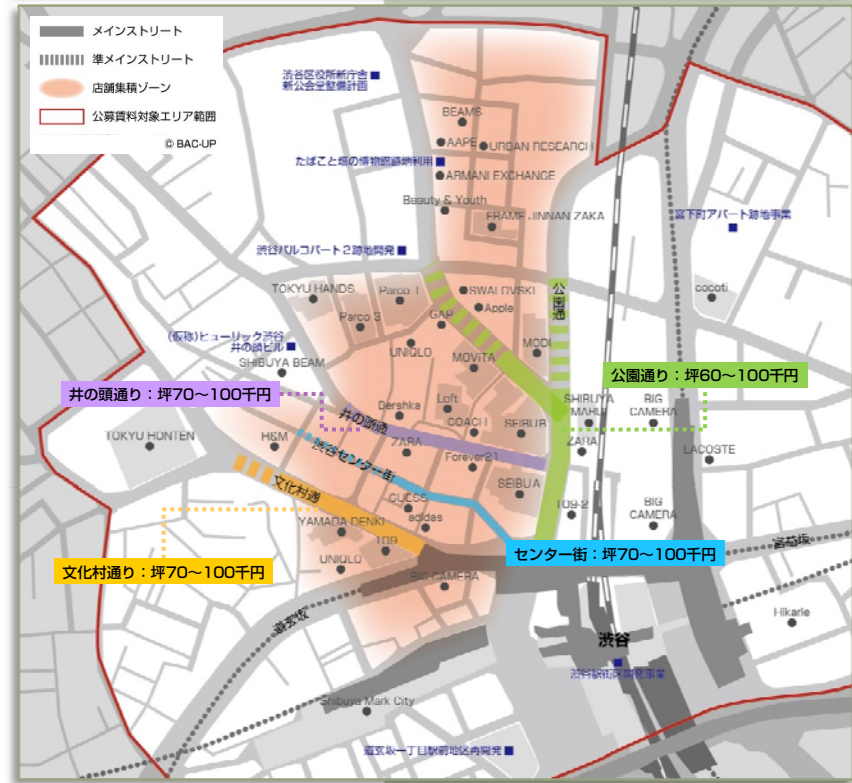 メインストリート
準メインストリート
店舗集積ゾーン
公募賃料対象エリア範囲
© BAC-UP
渋谷区役所新庁舎
新公会堂整備計画
BEAMS
AAPE
URBAN RESEARCH
たばこと塩の博物館跡地利用
ARMANI EXCHANGE
Beauty & Youth
FRAME JINNAN ZAKA
宮下町アパート跡地事業
渋谷パルコパート2跡地開発
TOKYU HANDS
Parco 1
SWALOVSKI
公園通
cocoti
Apple
Parco 3
GAP
(仮称)ヒューリック渋谷
井の頭ビル
UNIQLO
MODI
MOVITA
SHIBUYA BEAM
公園通り:坪60~100千円
井の頭通り:坪70~100千円
Bershka
Loft
SHIBUYA
MARUI
BIG
CAMERA
井の頭通
COACH
SEIBU B
TOKYU HONTEN
H&M
ZARA
ZARA
LACOSTE
渋谷センター街
Forever21
文化村通
SEIBU A
GUESS
109-2
BIG
CAMERA
adidas
YAMADA DENKI
109
センター街:坪70~100千円
宮益坂
UNIQLO
文化村通り:坪70~100千円
BIG CAMERA
道玄坂
渋谷
Hikarie
渋谷駅街区開発事業
Shibuya Mark City
道玄坂一丁目駅前地区再開発